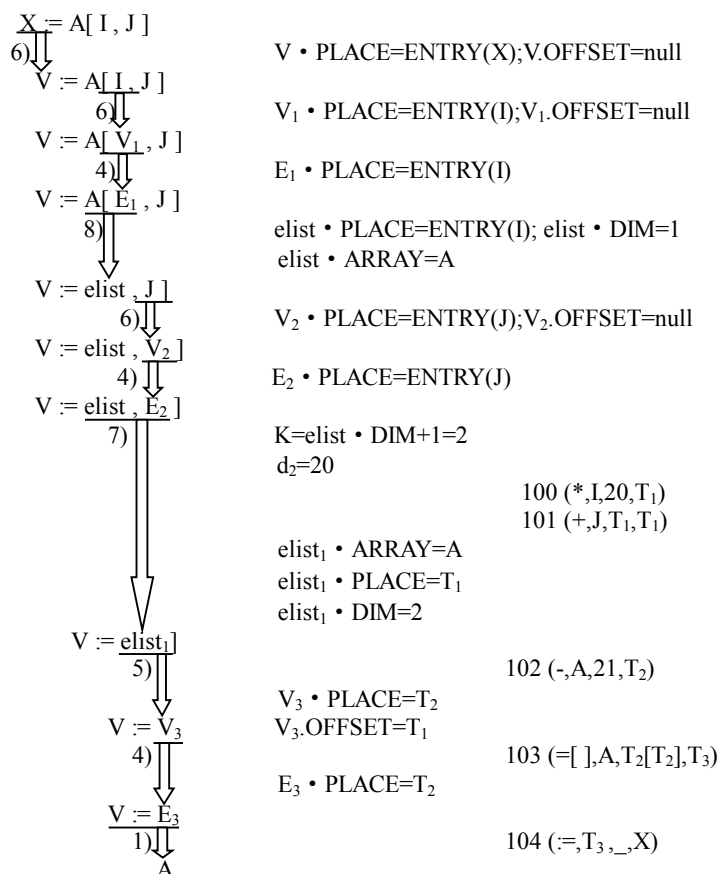 X := A[ I , J ]
6) V・PLACE=ENTRY(X);V.OFFSET=null
V := A[ I , J ]
6) V₁・PLACE=ENTRY(I);V₁.OFFSET=null
V := A[ V₁ , J ]
4) E₁・PLACE=ENTRY(I)
V := A[ E₁ , J ]
8) elist・PLACE=ENTRY(I); elist・DIM=1
elist・ARRAY=A
V := elist , J ]
6) V₂・PLACE=ENTRY(J);V₂.OFFSET=null
V := elist , V₂ ]
4) E₂・PLACE=ENTRY(J)
V := elist , E₂ ]
7) K=elist・DIM+1=2
d₂=20
100 (*,I,20,T₁)
101 (+,J,T₁,T₁)
elist₁・ARRAY=A
elist₁・PLACE=T₁
elist₁・DIM=2
V := elist₁]
5) 102 (-,A,21,T₂)
V₃・PLACE=T₂
V := V₃ V₃.OFFSET=T₁
4) 103 (=[ ],A,T₂[T₂],T₃)
E₃・PLACE=T₂
V := E₃
1) 104 (:=,T₃ ,_,X)
A